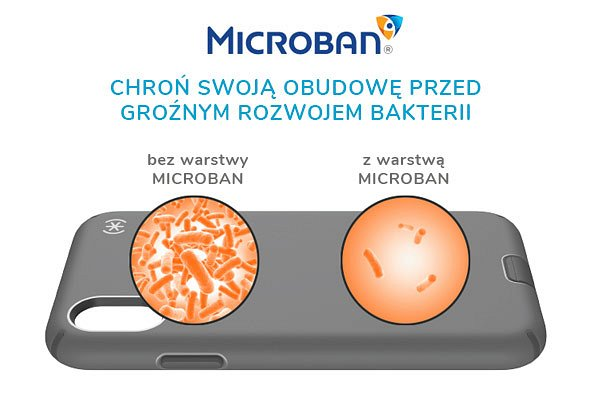 MICROBAN®
CHROŃ SWOJĄ OBUDOWĘ PRZED
GROŹNYM ROZWOJEM BAKTERII
bez warstwy
MICROBAN
z warstwą
MICROBAN